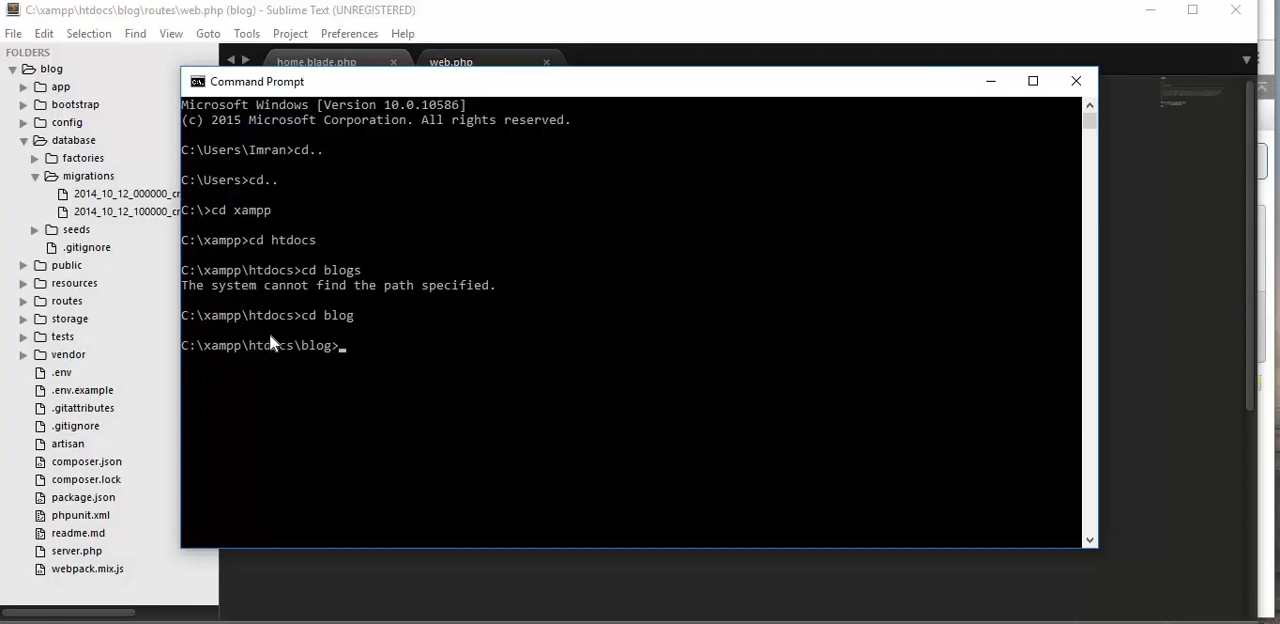 C:\xampp\htdocs\blog\routes\web.php (blog) - Sublime Text (UNREGISTERED)
File Edit Selection Find View Goto Tools Project Preferences Help
FOLDERS
blog
app
bootstrap
config
database
factories
migrations
2014_10_12_000000_cr
2014_10_12_100000_cr
seeds
.gitignore
public
resources
routes
storage
tests
vendor
.env
.env.example
.gitattributes
.gitignore
artisan
composer.json
composer.lock
package.json
phpunit.xml
readme.md
server.php
webpack.mix.js
home.blade.php
web.php
Command Prompt
Microsoft Windows [Version 10.0.10586]
(c) 2015 Microsoft Corporation. All rights reserved.
C:\Users\Imran>cd..
C:\Users>cd..
C:\>cd xampp
C:\xampp>cd htdocs
C:\xampp\htdocs>cd blogs
The system cannot find the path specified.
C:\xampp\htdocs>cd blog
C:\xampp\htdocs\blog>_